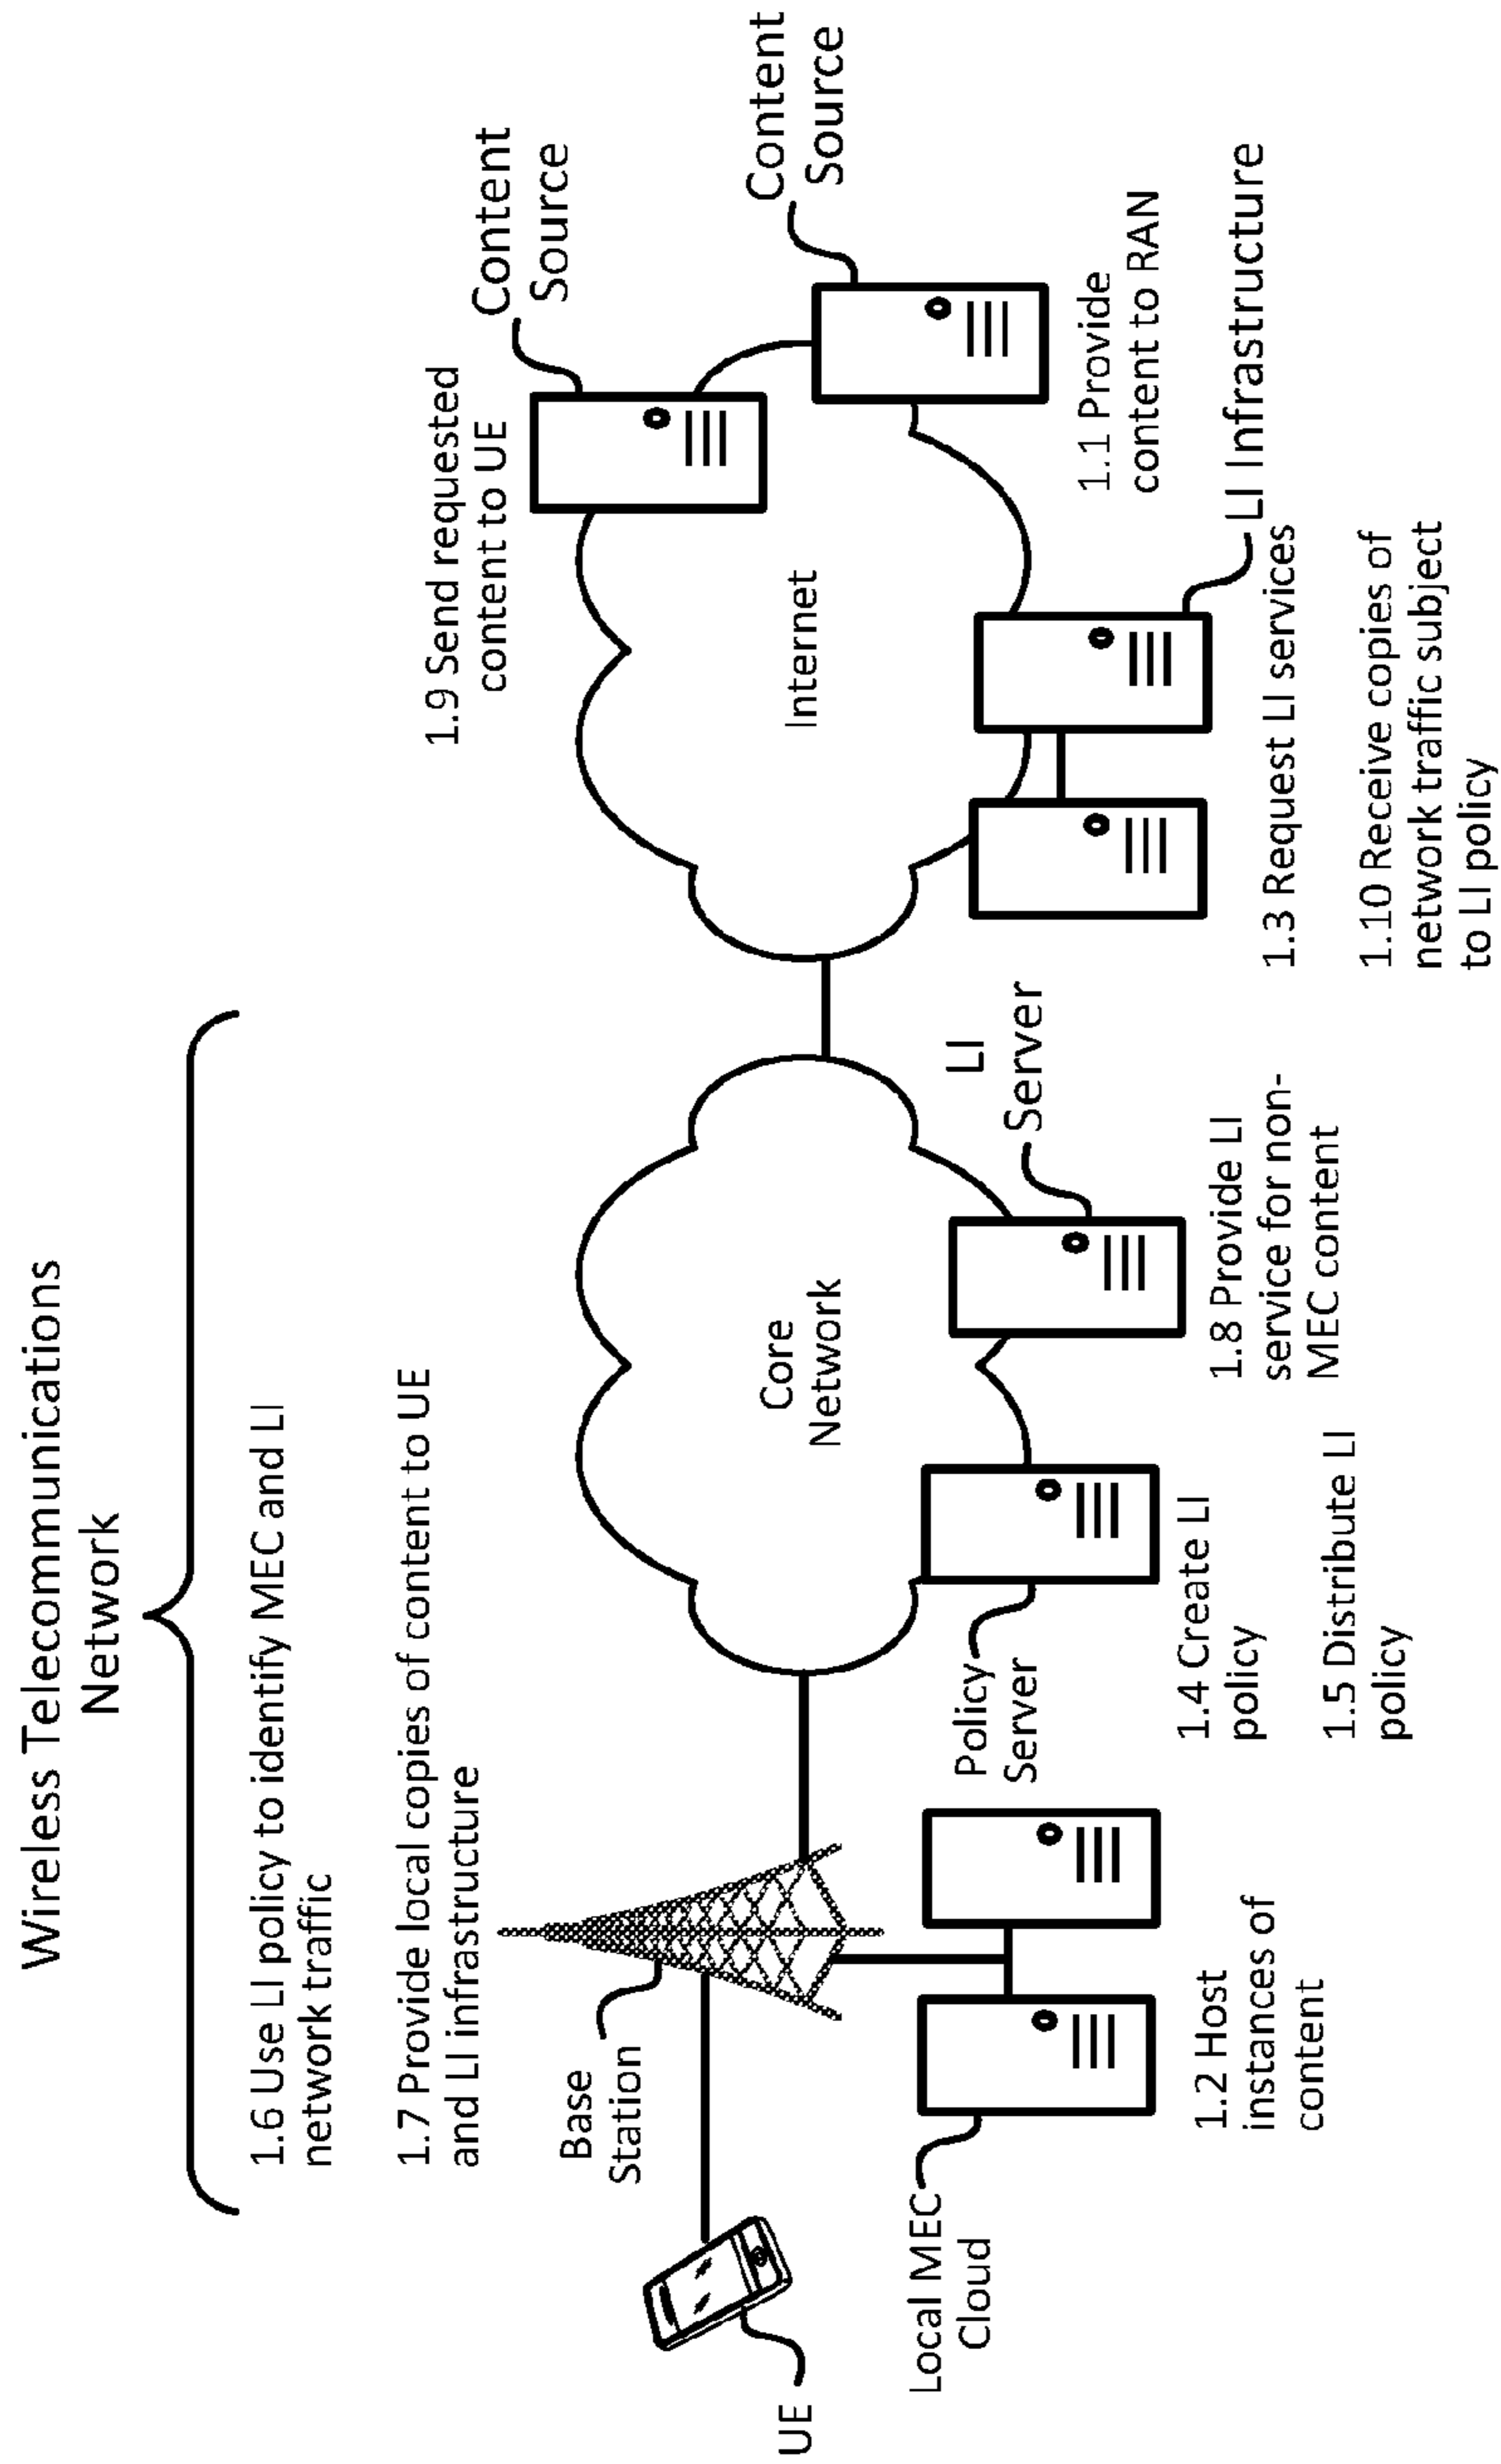 Wireless Telecommunications
Network
1.6 Use LI policy to identify MEC and LI
network traffic
1.7 Provide local copies of content to UE
and LI infrastructure
1.9 Send requested
content to UE
Content
Source
Content
Source
Base
Station
UE
Core
Network
Internet
Local MEC
Cloud
1.2 Host
instances of
content
Policy
Server
1.4 Create LI
policy
1.5 Distribute LI
policy
LI
Server
1.8 Provide LI
service for non-
MEC content
1.1 Provide
content to RAN
LI Infrastructure
1.3 Request LI services
1.10 Receive copies of
network traffic subject
to LI policy